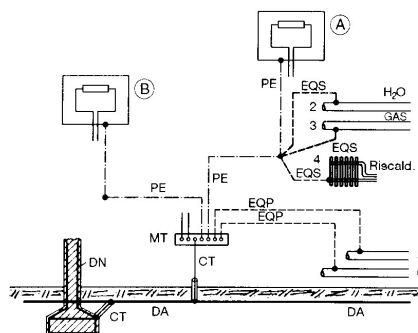 A
PE
EQS
H₂O
2
GAS
3
B
EQS
4
Riscald.
EQS
PE
PE
EQP
EQP
MT
CT
DN
CT
DA
DA